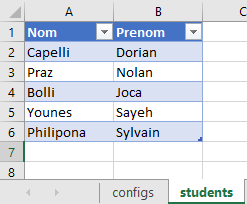 A B C
1 Nom Prenom
2 Capelli Dorian
3 Praz Nolan
4 Bolli Joca
5 Younes Sayeh
6 Philipona Sylvain
7
8
configs students